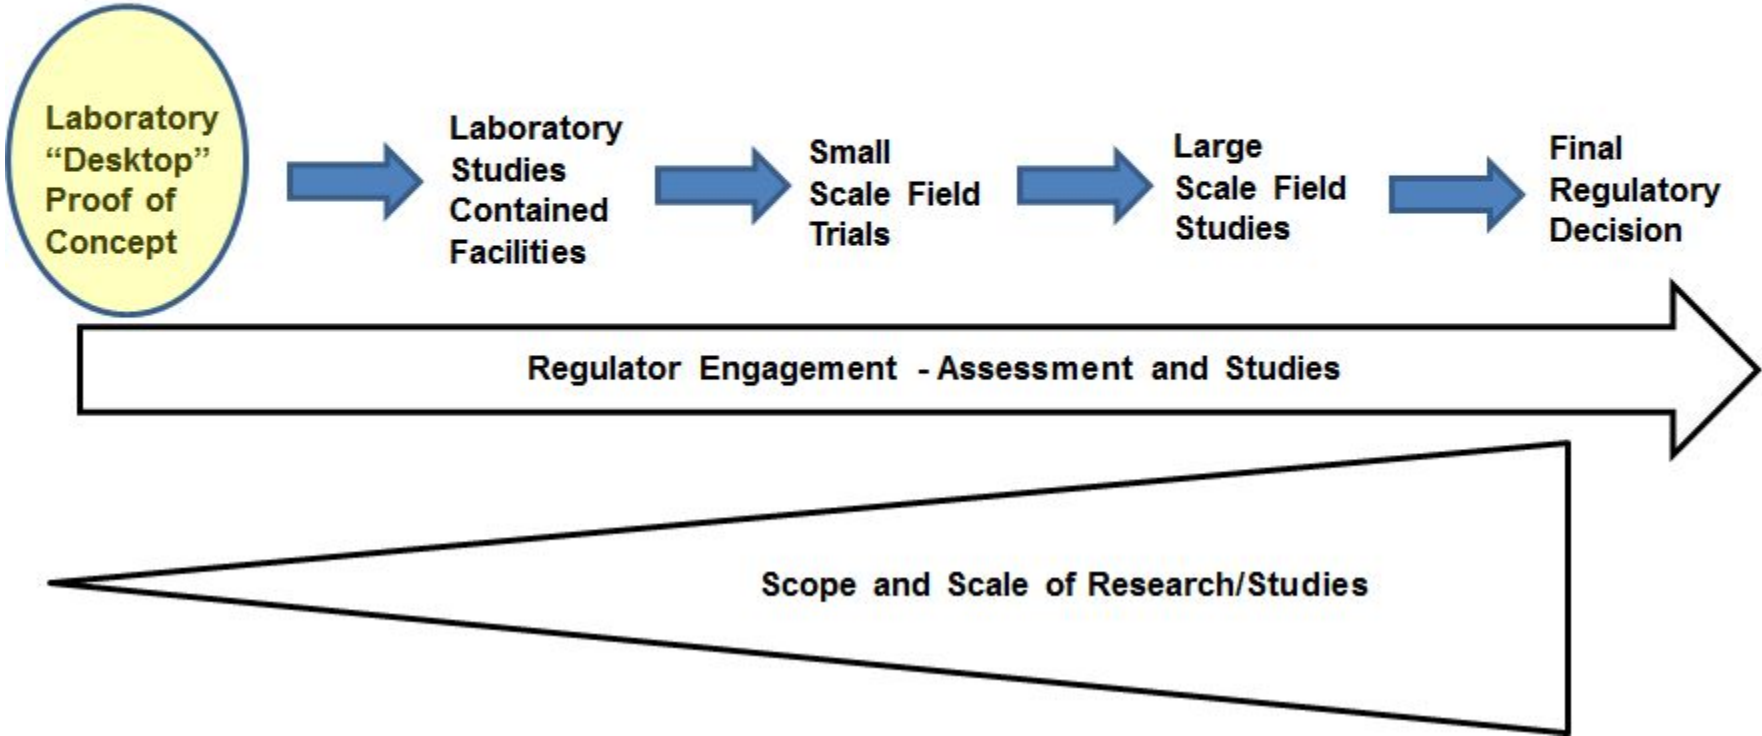 Laboratory
“Desktop”
Proof of
Concept
Laboratory
Studies
Contained
Facilities
Small
Scale Field
Trials
Large
Scale Field
Studies
Final
Regulatory
Decision
Regulator Engagement - Assessment and Studies
Scope and Scale of Research/Studies